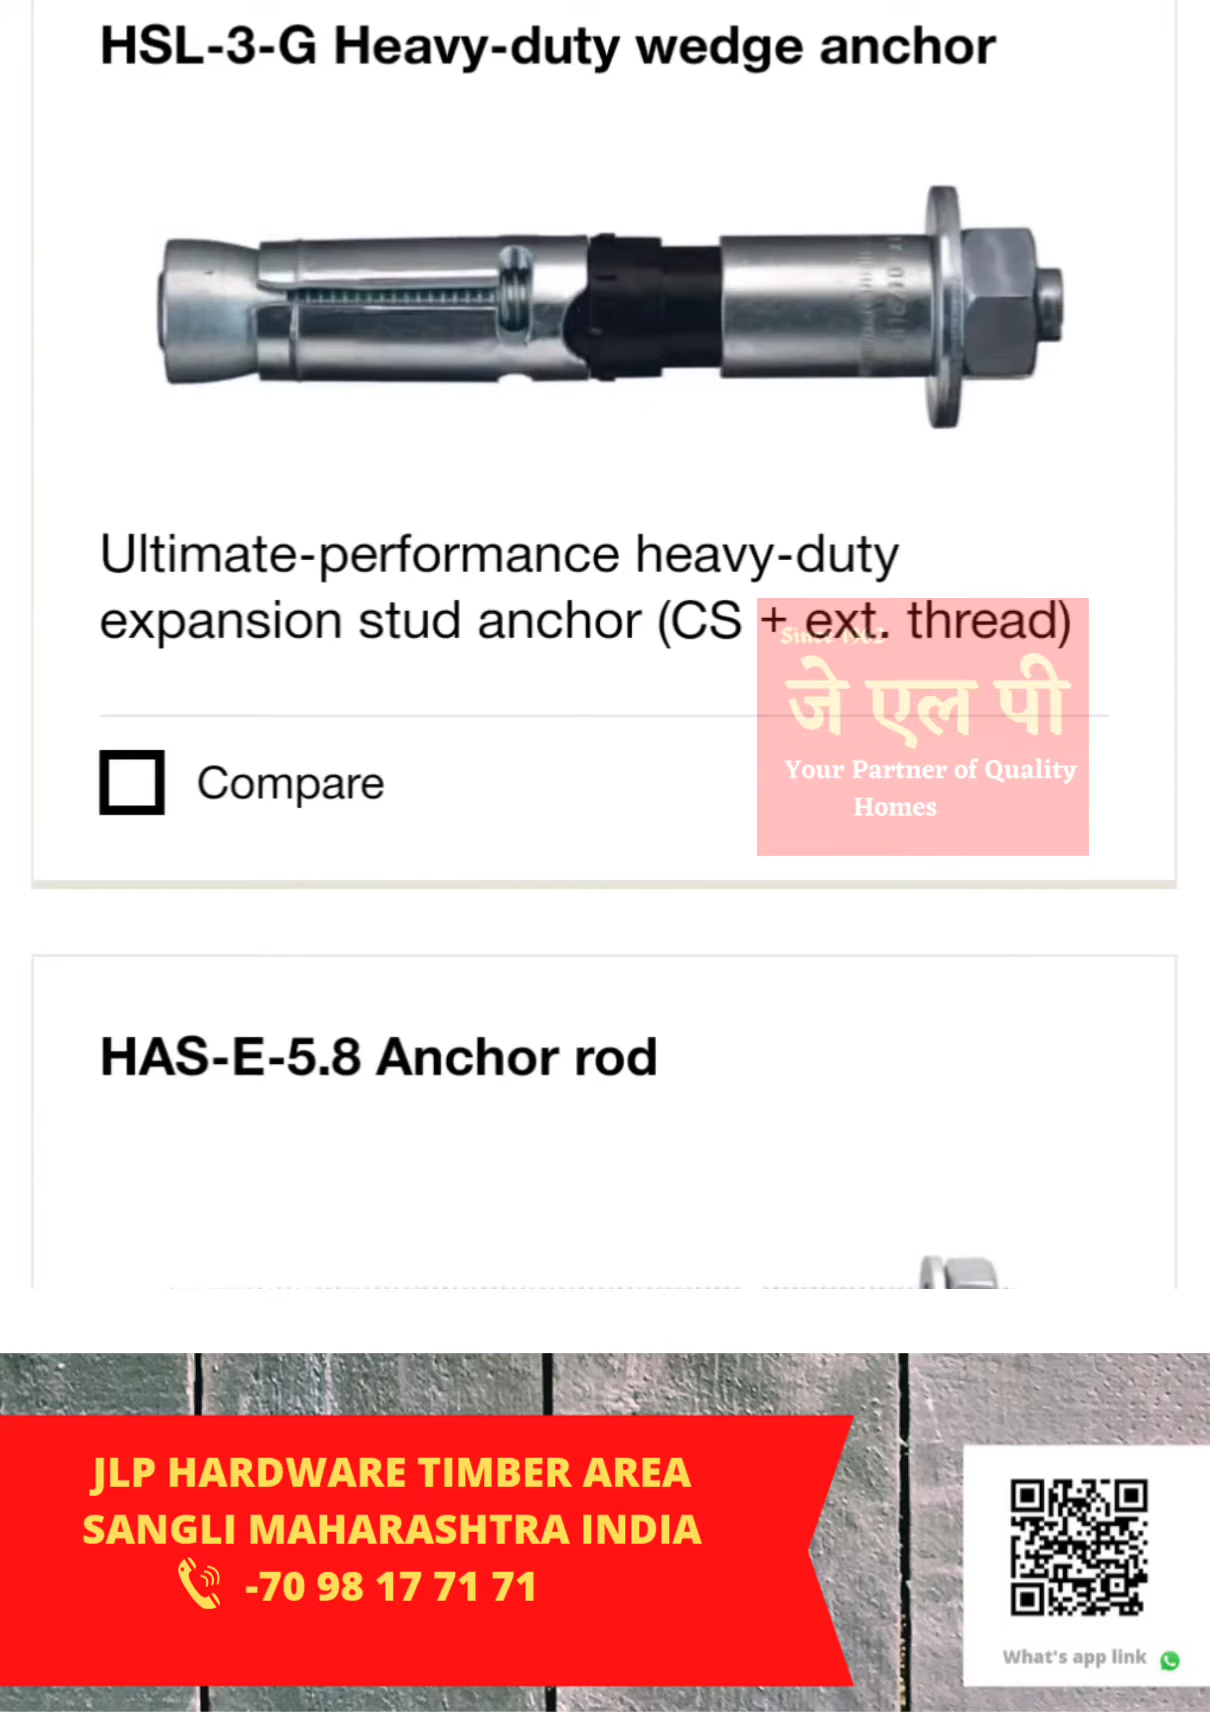 HSL-3-G Heavy-duty wedge anchor
Ultimate-performance heavy-duty
expansion stud anchor (CS + ext. thread)
Since
जे एल पी
Your Partner of Quality
Homes
Compare
HAS-E-5.8 Anchor rod
JLP HARDWARE TIMBER AREA
SANGLI MAHARASHTRA INDIA
-70 98 17 71 71
What's app link